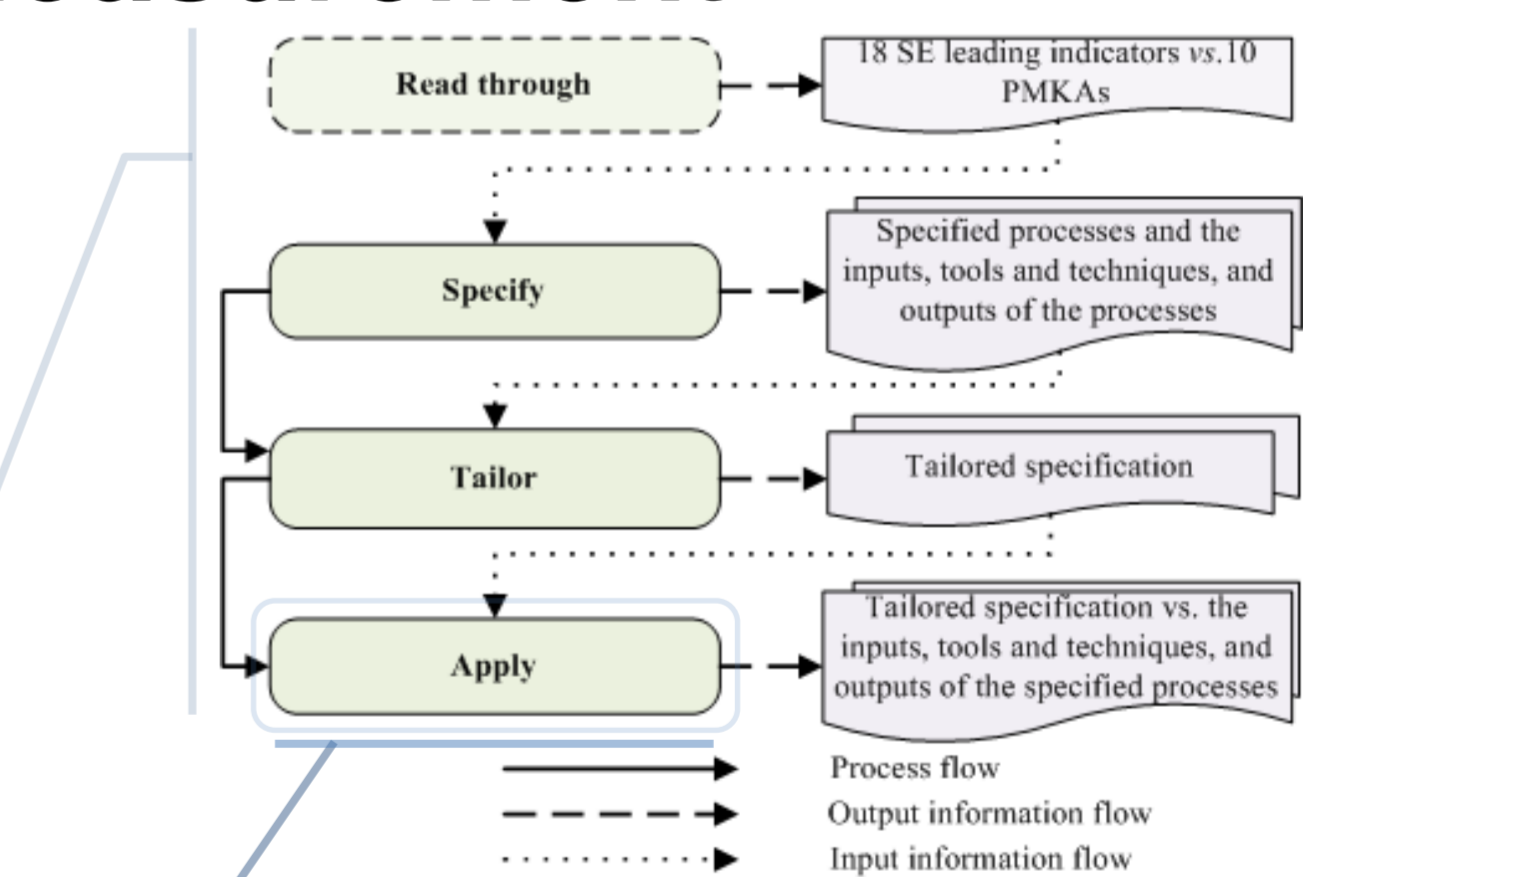 Read through
18 SE leading indicators vs.10
PMKAs
Specify
Specified processes and the
inputs, tools and techniques, and
outputs of the processes
Tailor
Tailored specification
Apply
Tailored specification vs. the
inputs, tools and techniques, and
outputs of the specified processes
Process flow
Output information flow
Input information flow